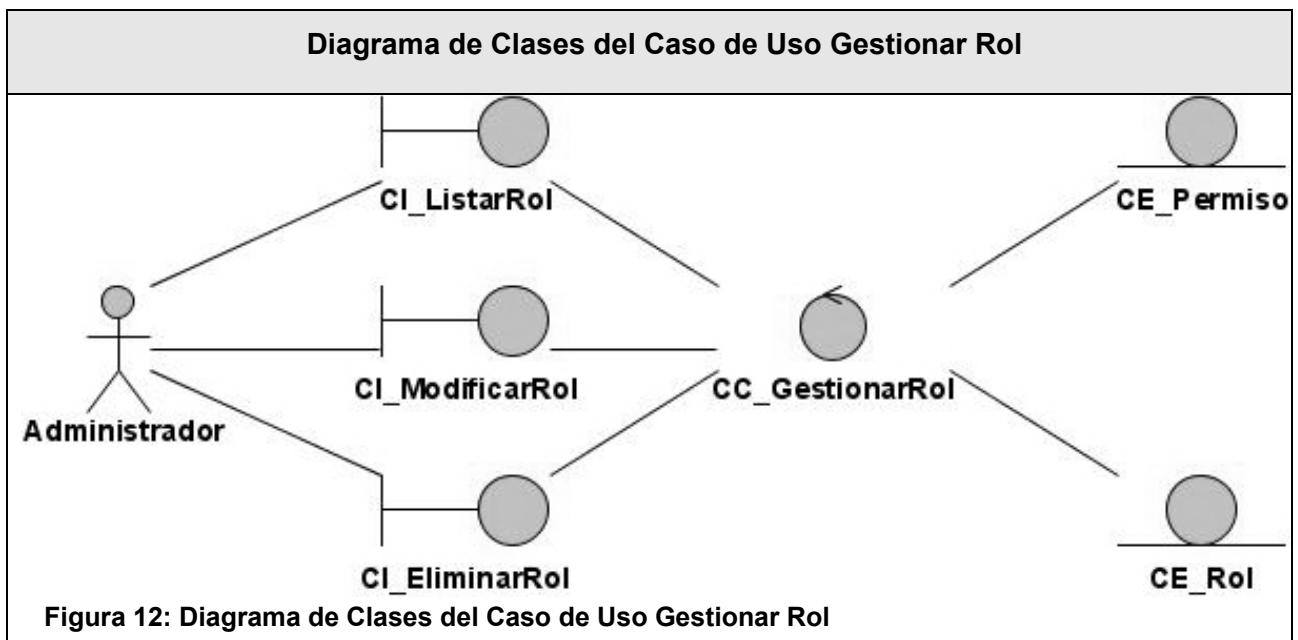 Diagrama de Clases del Caso de Uso Gestionar Rol
CI_ListarRol
CE_Permiso
CI_ModificarRol
CC_GestionarRol
Administrador
CI_EliminarRol
CE_Rol
Figura 12: Diagrama de Clases del Caso de Uso Gestionar Rol